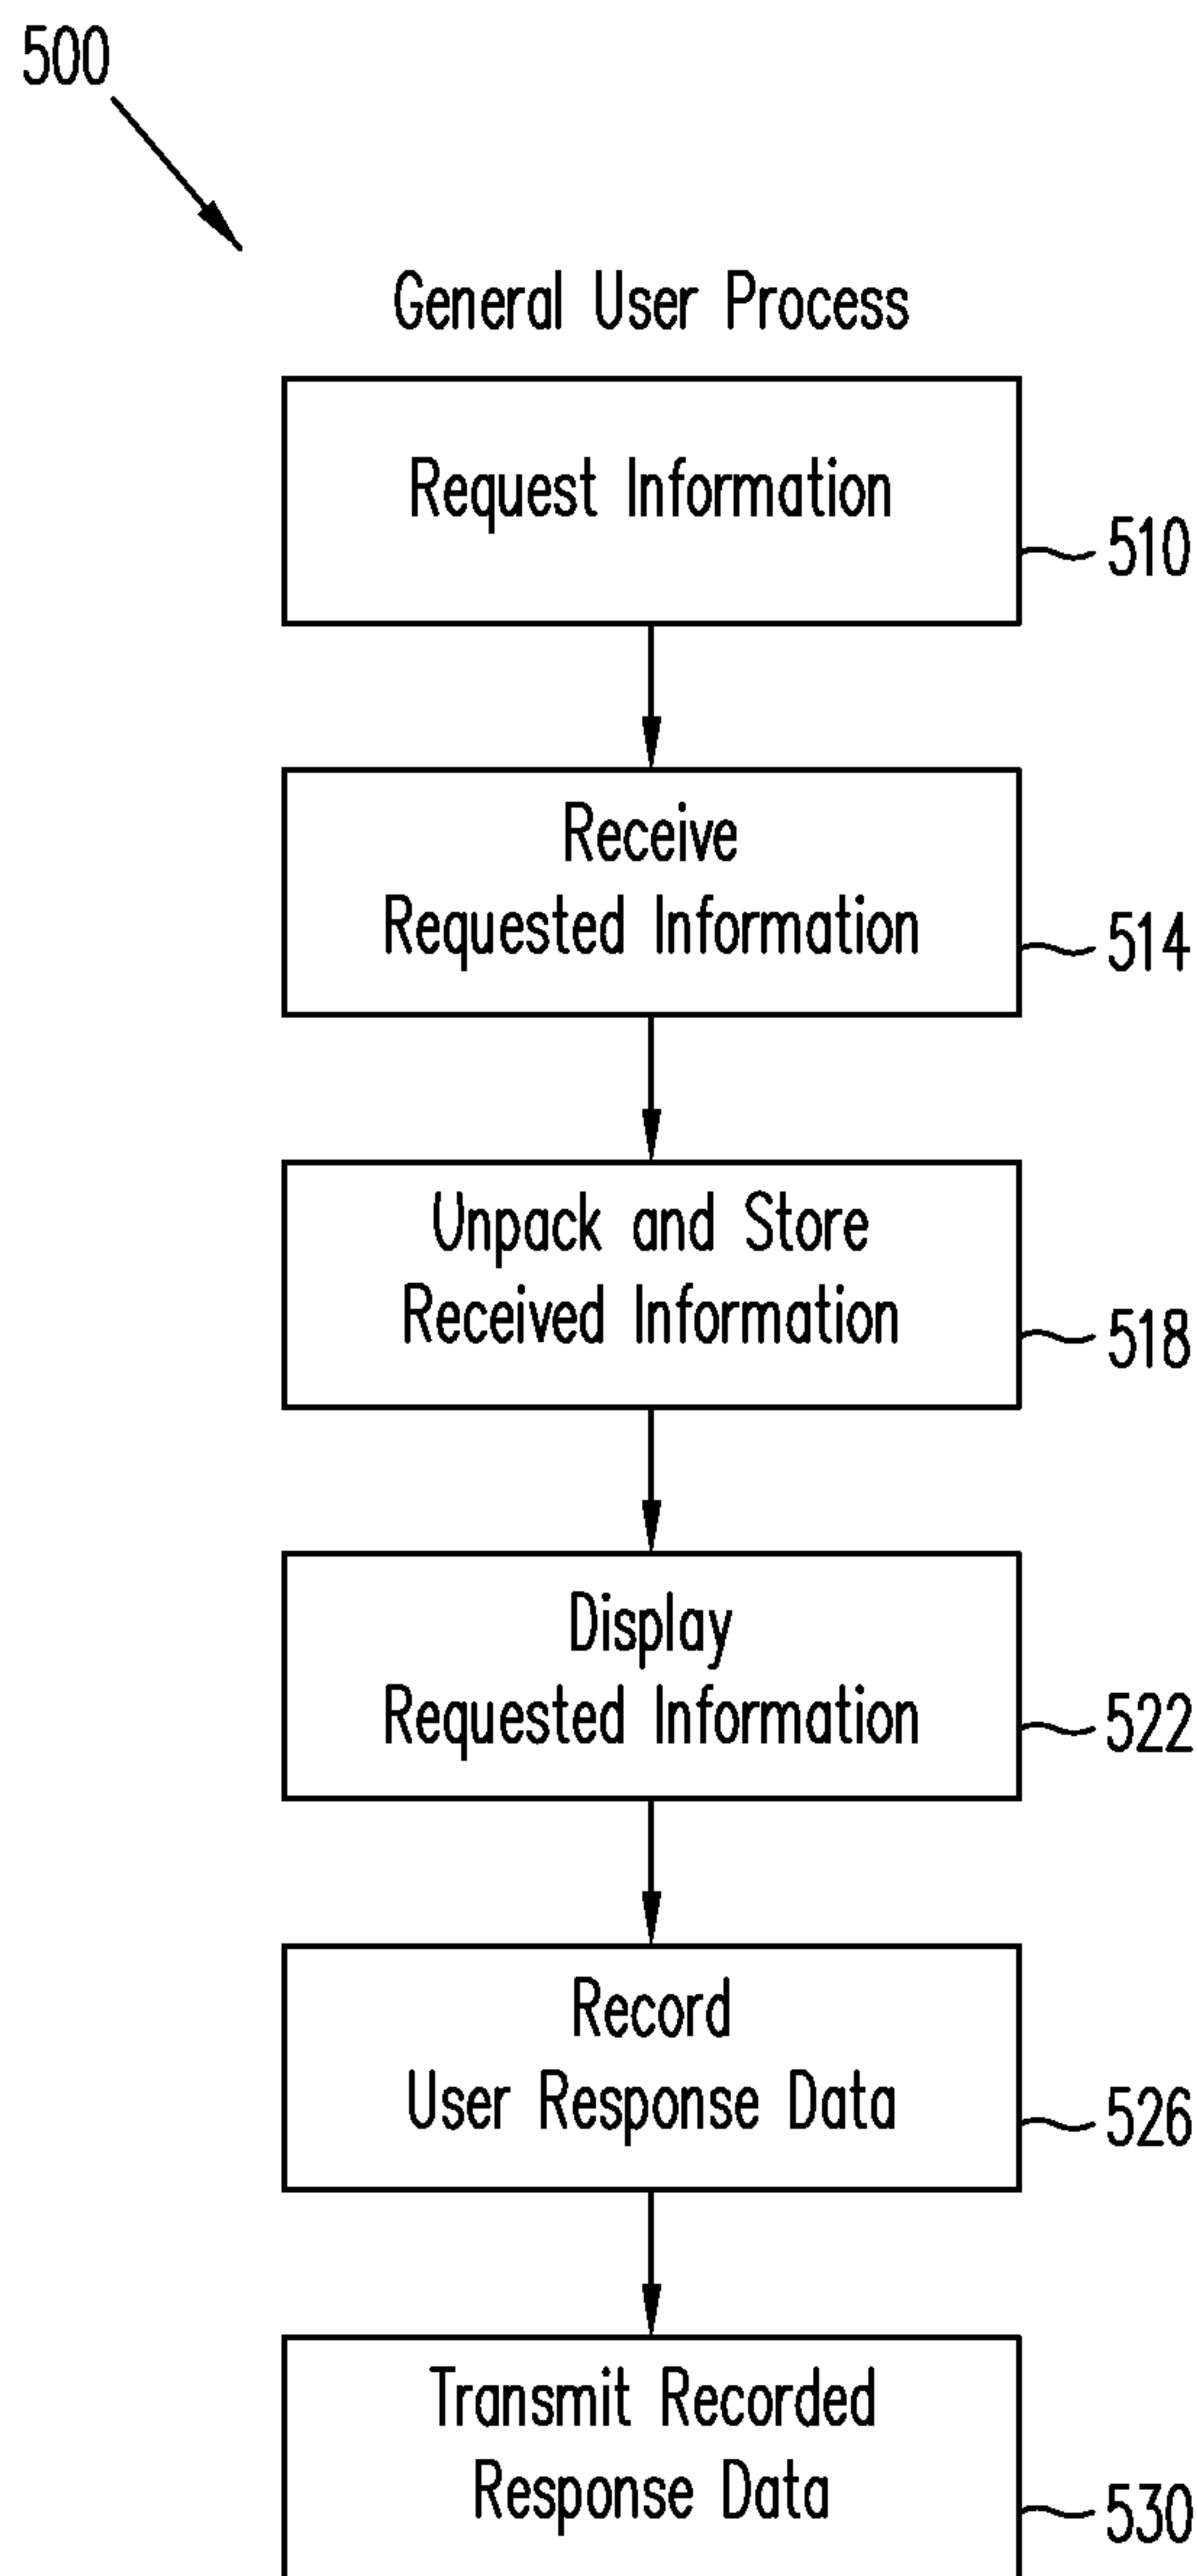 500
General User Process
Request Information
510
Receive
Requested Information
514
Unpack and Store
Received Information
518
Display
Requested Information
522
Record
User Response Data
526
Transmit Recorded
Response Data
530